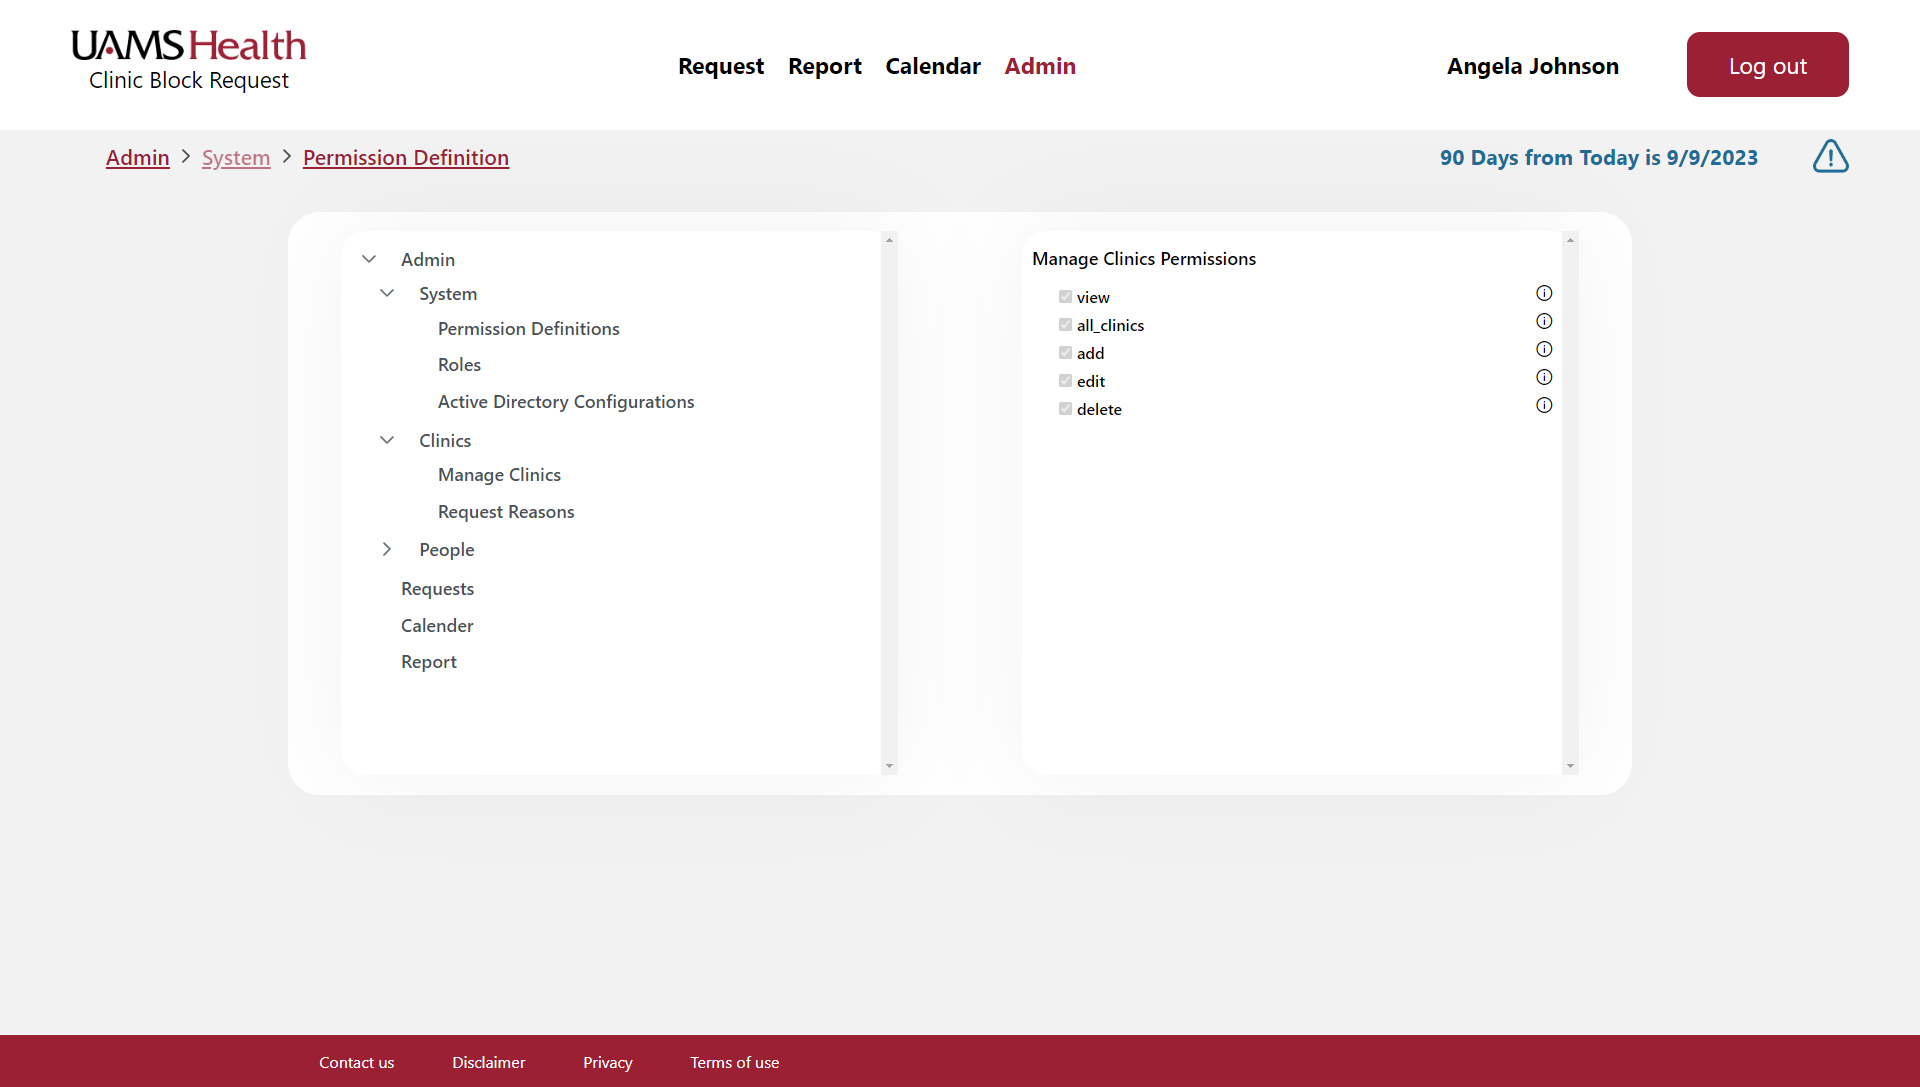 UAMS Health
Clinic Block Request
Request Report Calendar Admin
Angela Johnson
Log out
Admin > System > Permission Definition
90 Days from Today is 9/9/2023
Admin
System
Permission Definitions
Roles
Active Directory Configurations
Clinics
Manage Clinics
Request Reasons
People
Requests
Calender
Report
Manage Clinics Permissions
view
all_clinics
add
edit
delete
Contact us Disclaimer Privacy Terms of use